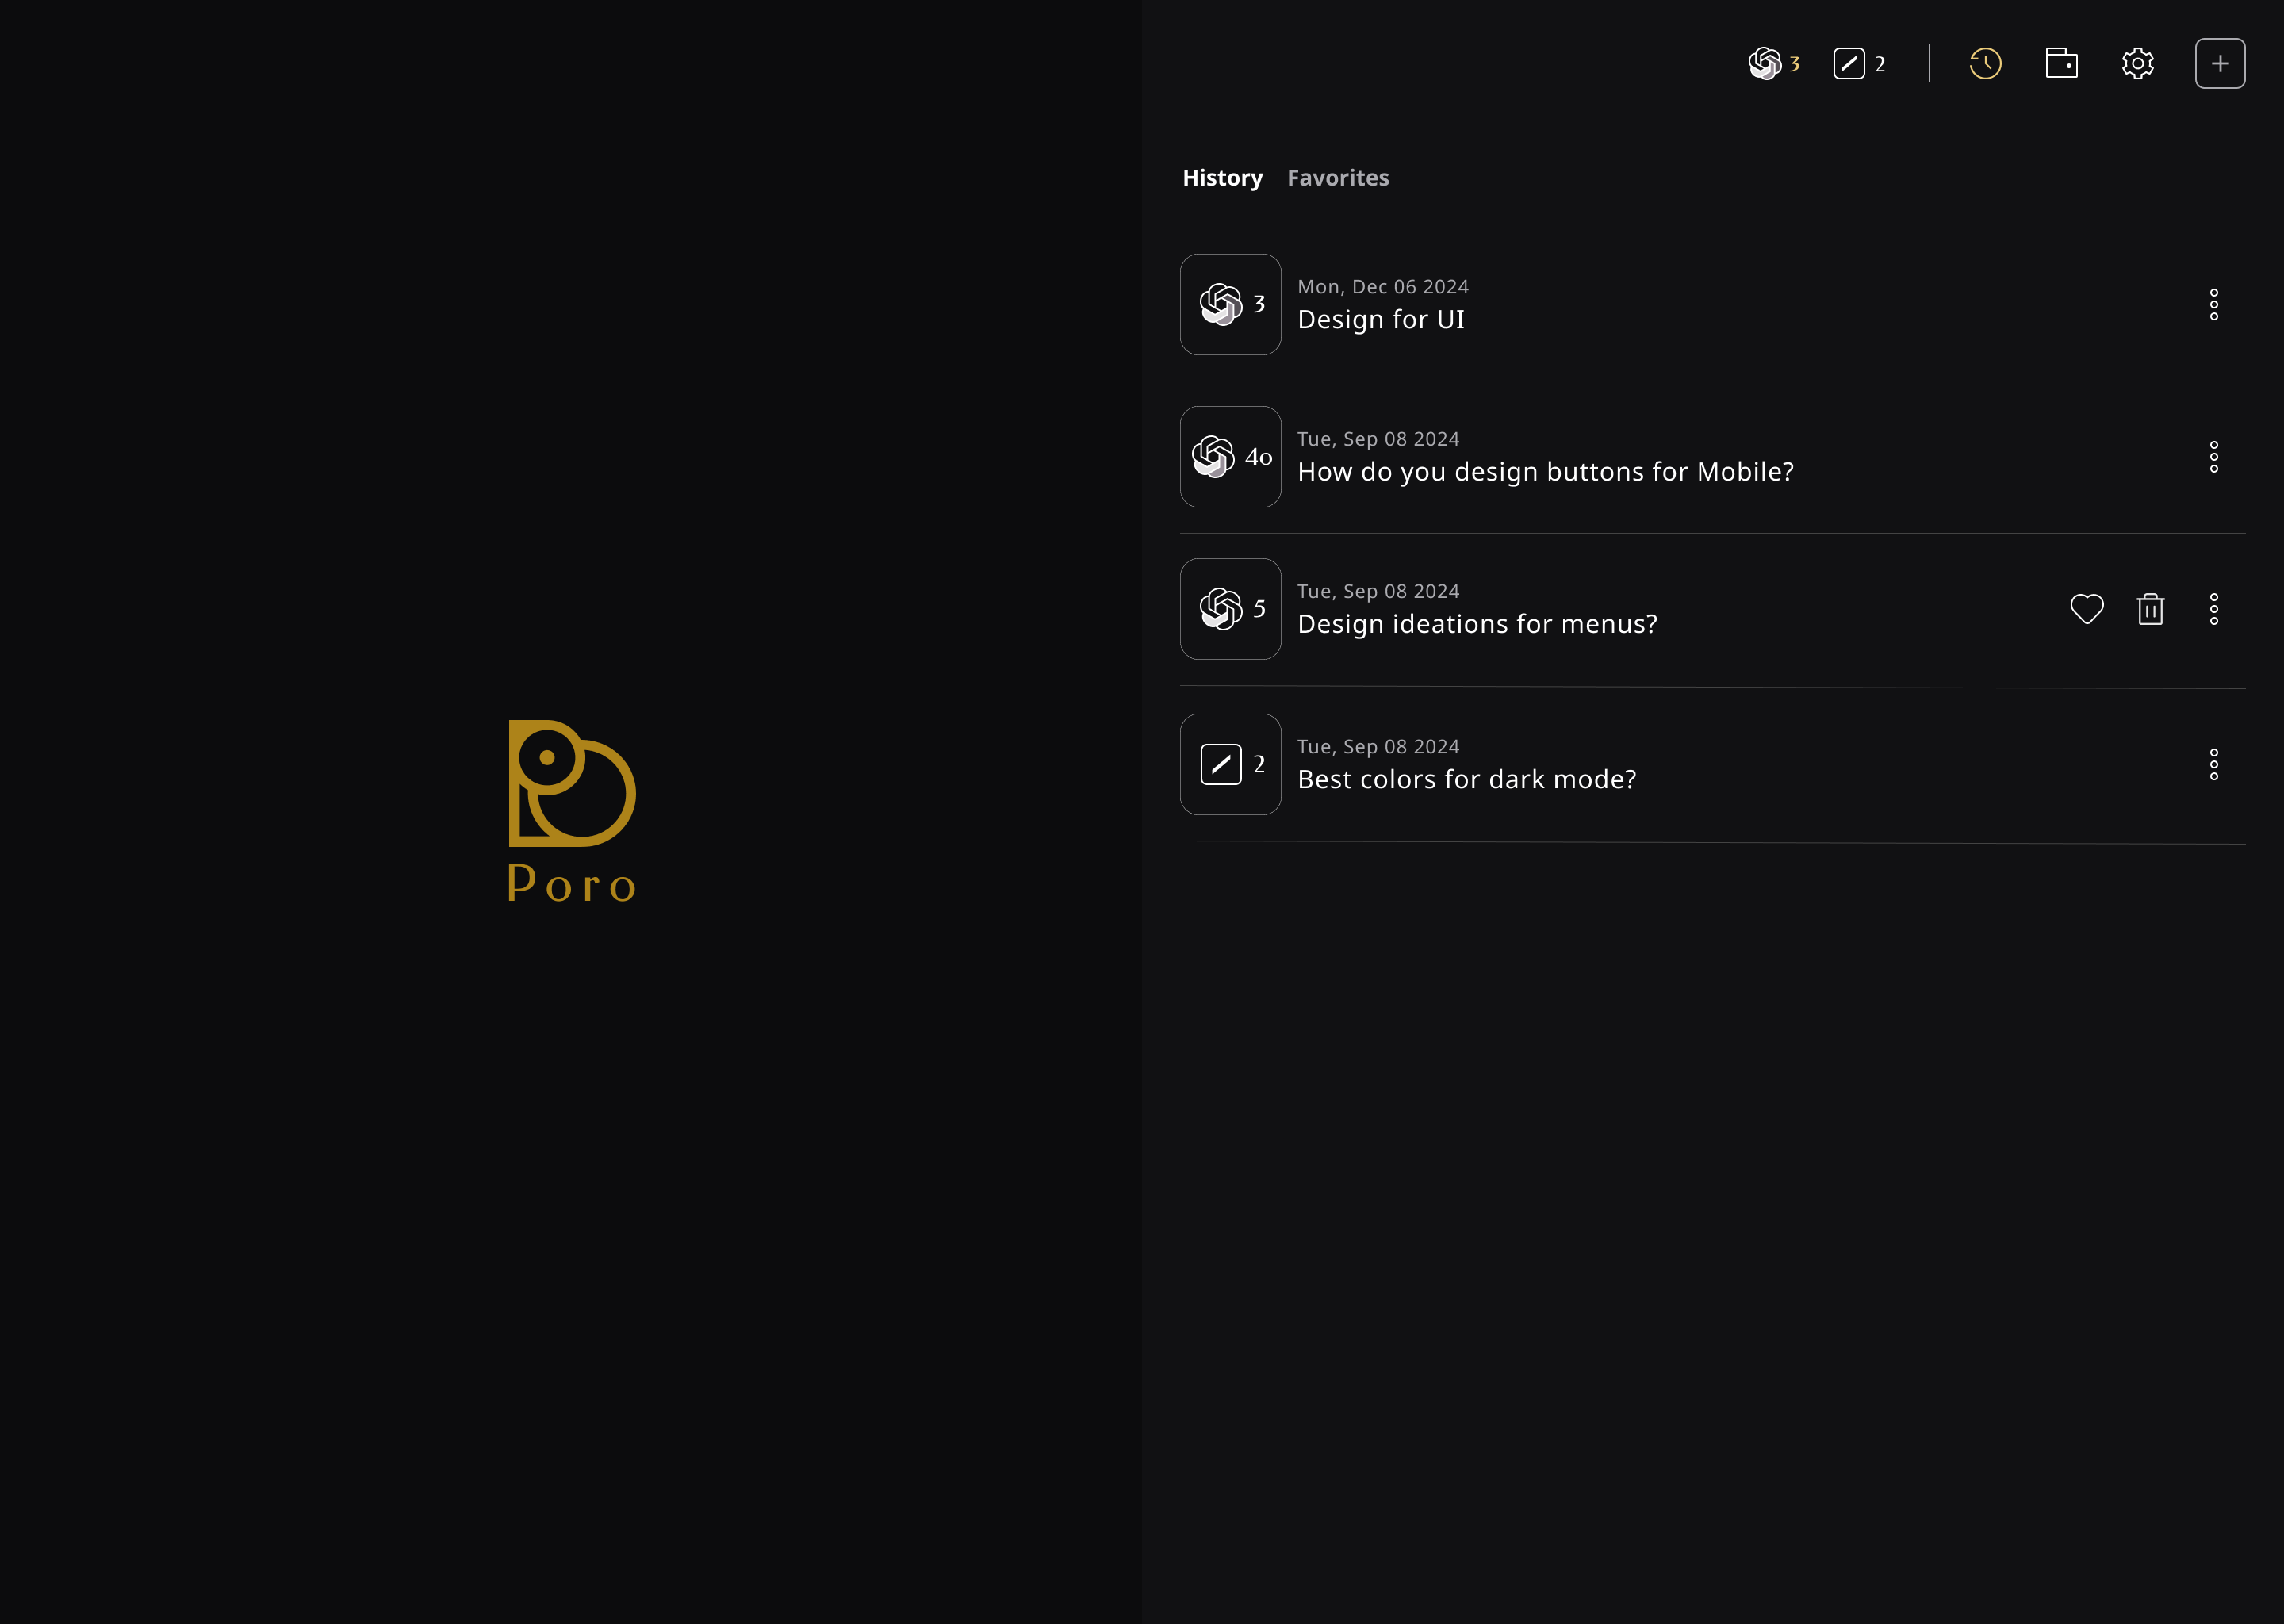 3 2
History Favorites
3
Mon, Dec 06 2024
Design for UI
4o
Tue, Sep 08 2024
How do you design buttons for Mobile?
5
Tue, Sep 08 2024
Design ideations for menus?
2
Tue, Sep 08 2024
Best colors for dark mode?
Poro